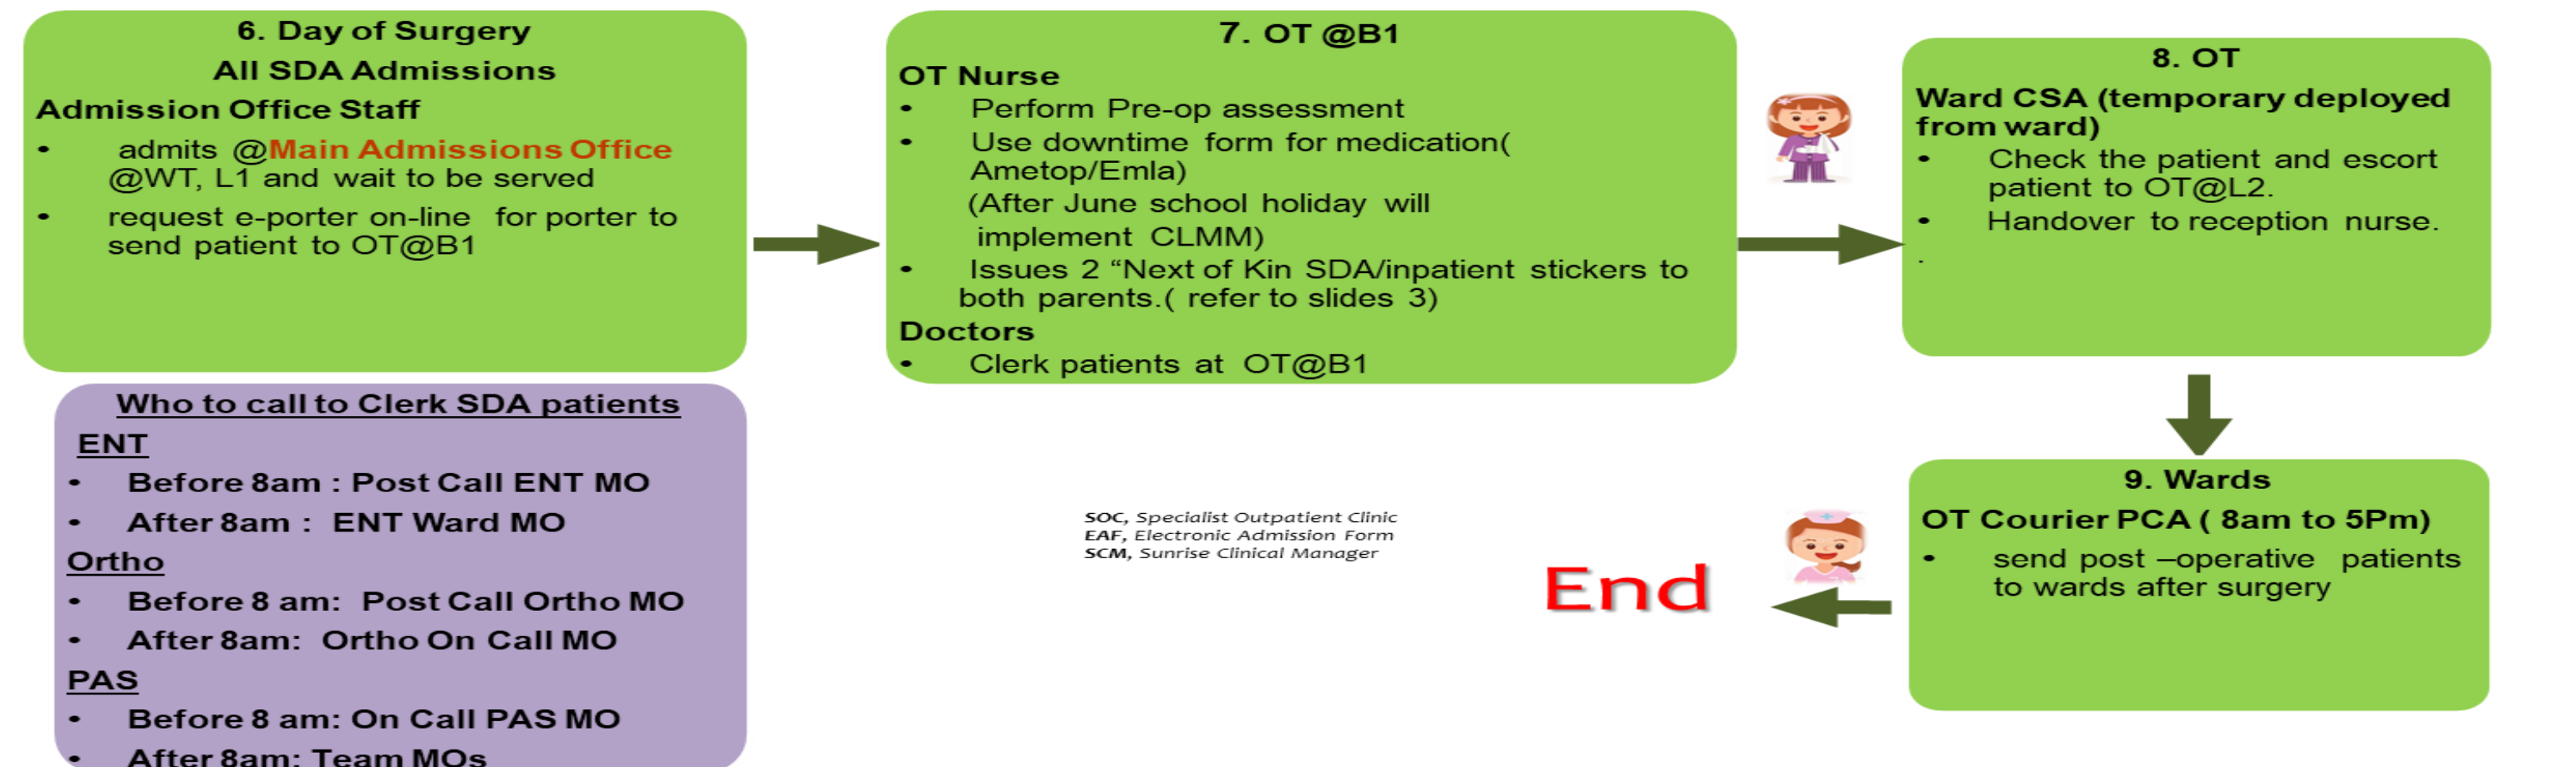 6. Day of Surgery
All SDA Admissions
Admission Office Staff
• admits @Main Admissions Office
@WT, L1 and wait to be served
• request e-porter on-line for porter to
send patient to OT@B1
Who to call to Clerk SDA patients
ENT
• Before 8am : Post Call ENT MO
• After 8am : ENT Ward MO
Ortho
• Before 8 am: Post Call Ortho MO
• After 8am: Ortho On Call MO
PAS
• Before 8 am: On Call PAS MO
• After 8am: Team MOs
7. OT @B1
OT Nurse
• Perform Pre-op assessment
• Use downtime form for medication(
Ametop/Emla)
(After June school holiday will
implement CLMM)
• Issues 2 “Next of Kin SDA/inpatient stickers to
both parents.( refer to slides 3)
Doctors
• Clerk patients at OT@B1
8. OT
Ward CSA (temporary deployed
from ward)
• Check the patient and escort
patient to OT@L2.
• Handover to reception nurse.
.
9. Wards
OT Courier PCA ( 8am to 5Pm)
• send post –operative patients
to wards after surgery
SOC, Specialist Outpatient Clinic
EAF, Electronic Admission Form
SCM, Sunrise Clinical Manager
End